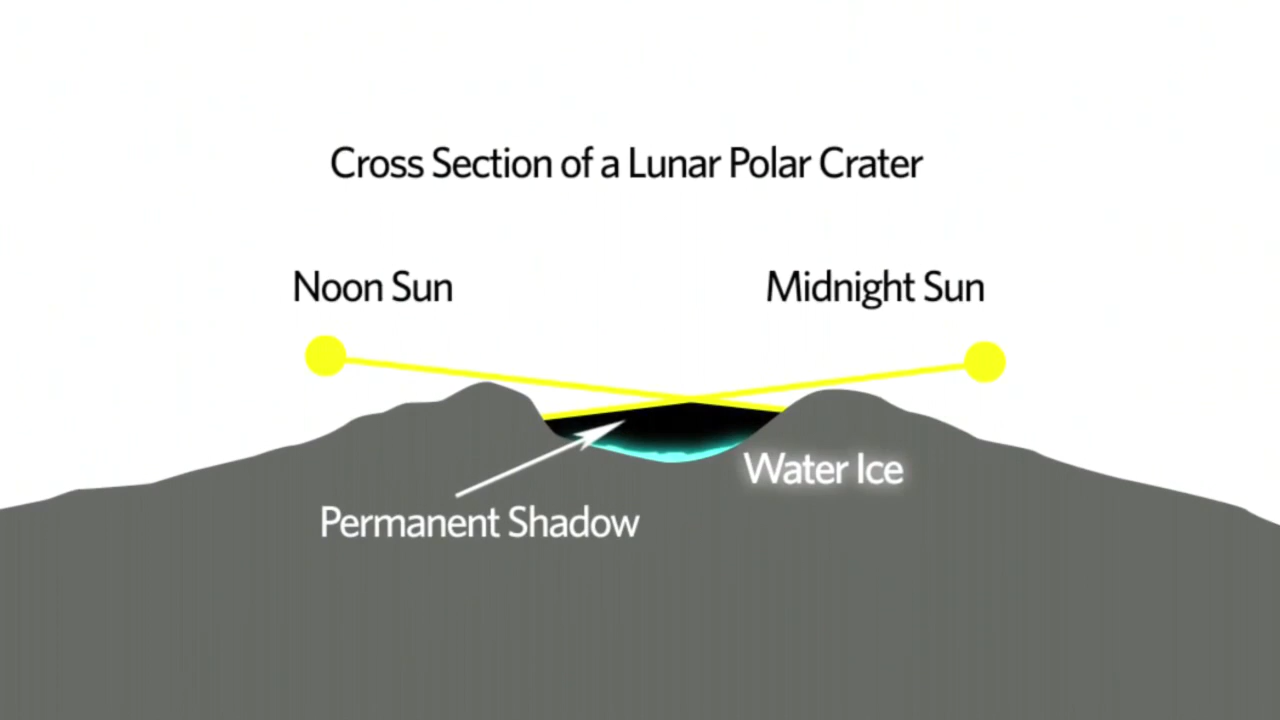 Cross Section of a Lunar Polar Crater
Noon Sun
Midnight Sun
Water Ice
Permanent Shadow